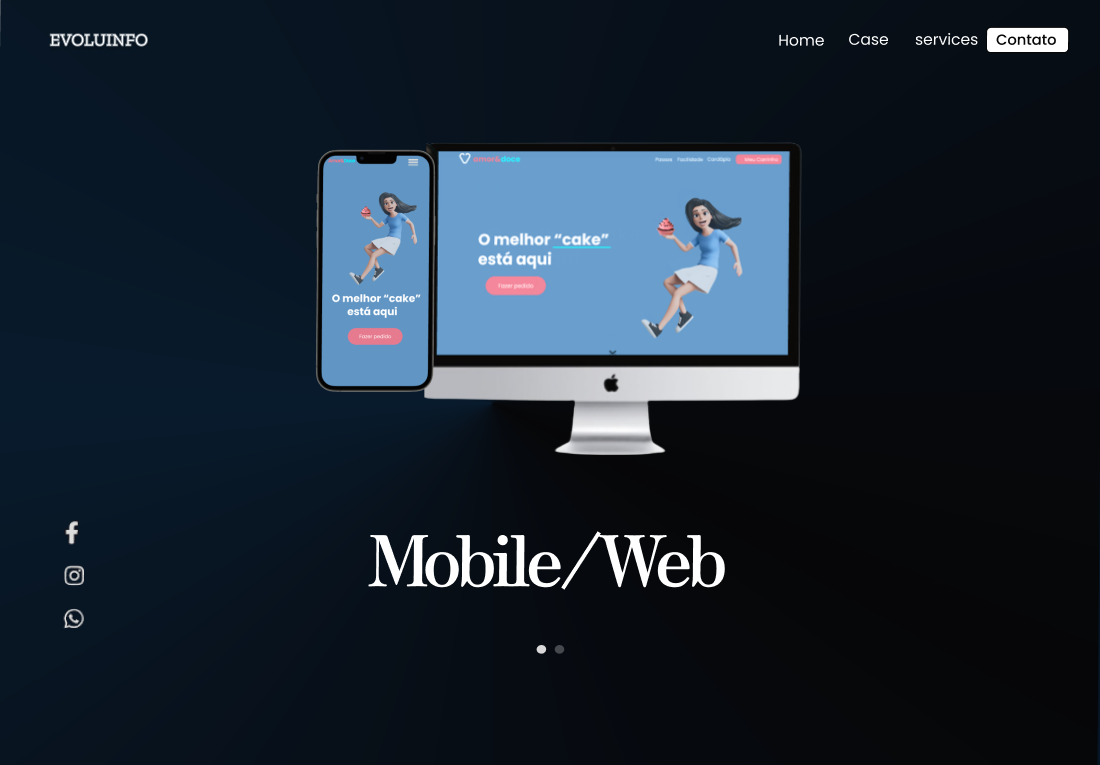 EVOLUINFO
Home Case services Contato
amor&.doce
Passos Facilidade Cardápio Meu Carrinho
O melhor “cake”
está aqui
Fazer pedido
O melhor “cake”
está aqui
Fazer pedido
Mobile/Web